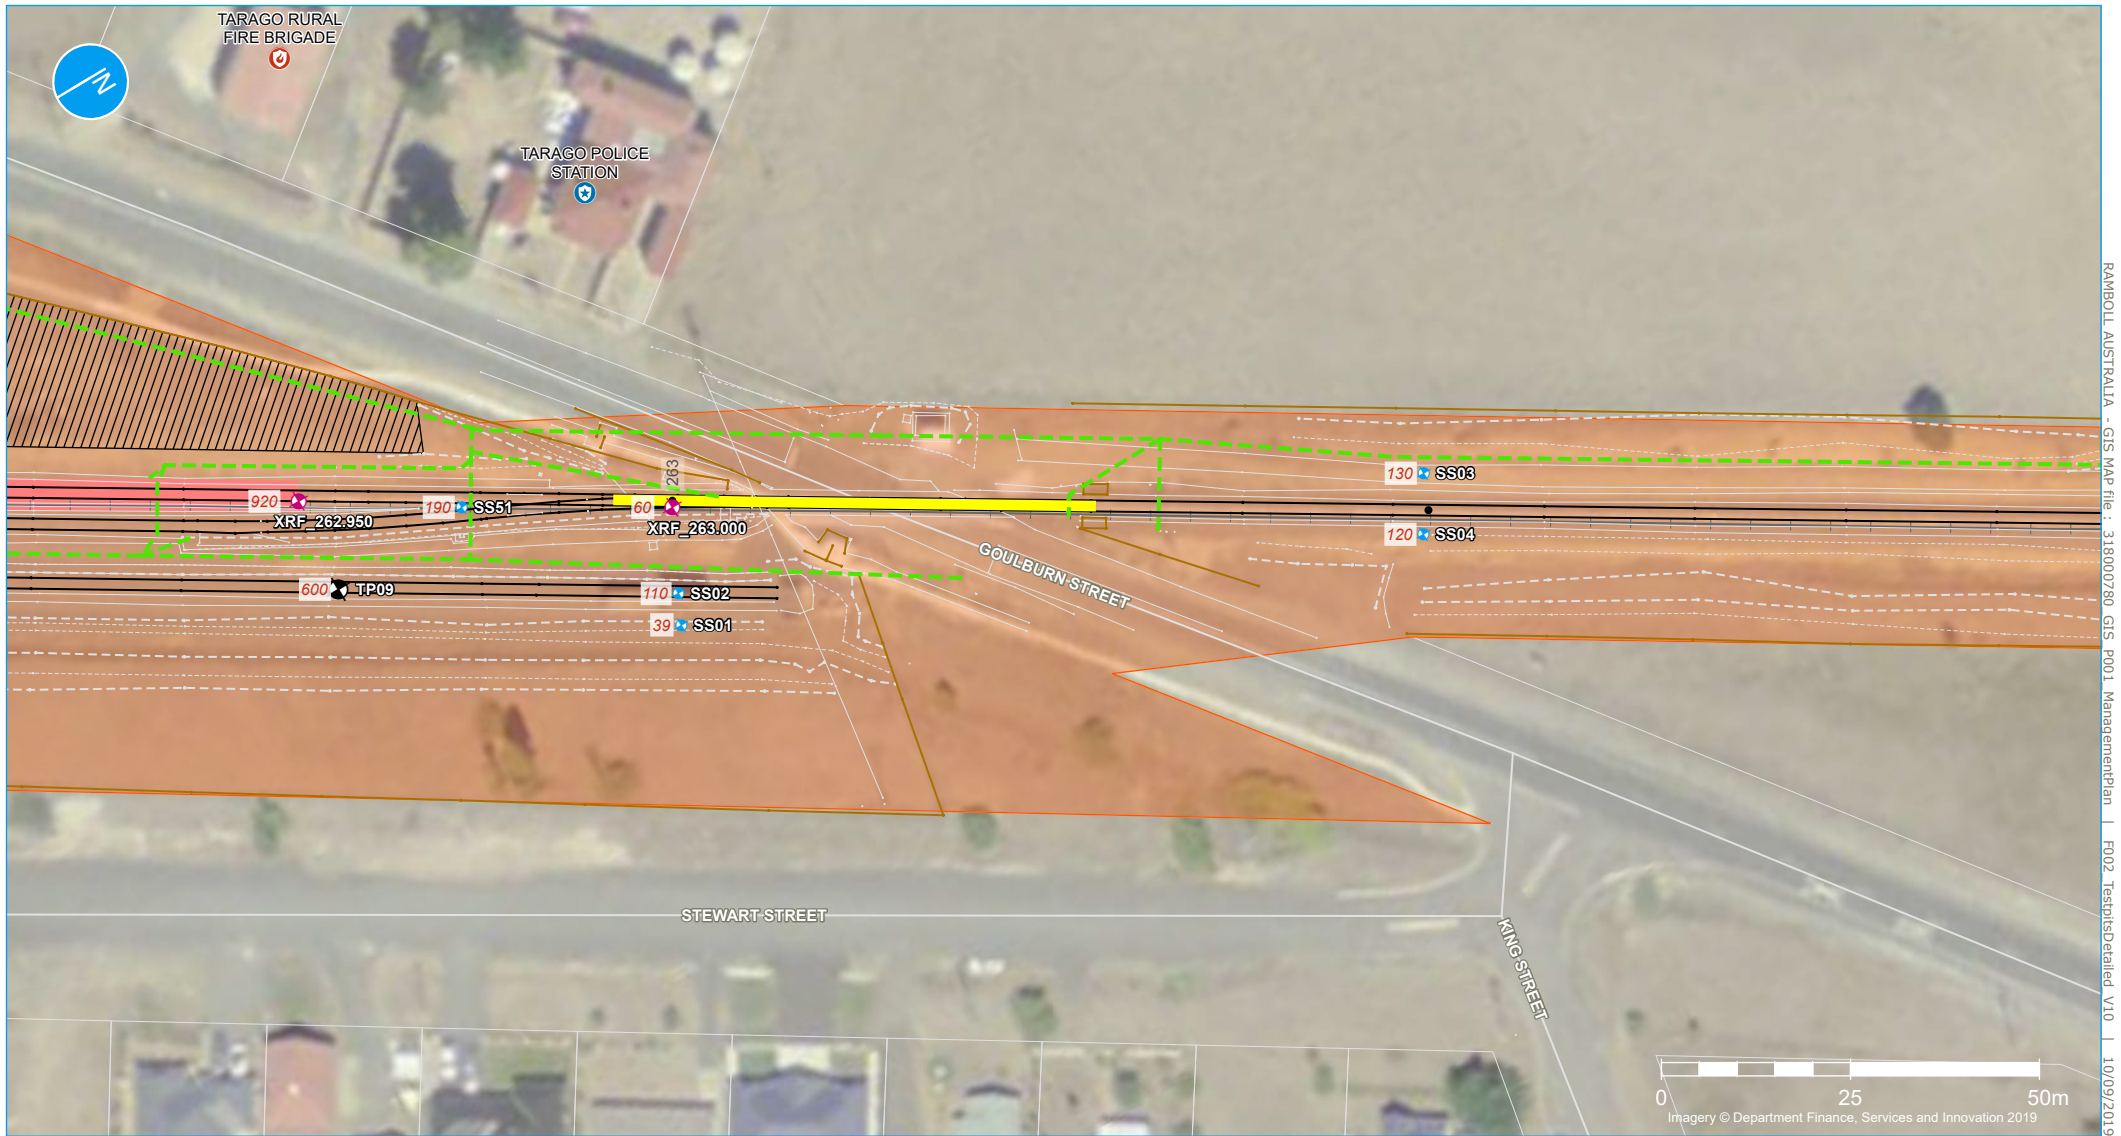 TARAGO RURAL
FIRE BRIGADE
N
TARAGO POLICE
STATION
263
920
XRF_262.950
190 SS51
60
XRF_263.000
130 SS03
120 SS04
GOULBURN STREET
600 TP09
110 SS02
39 SS01
STEWART STREET
KING STREET
0 25 50m
Imagery © Department Finance, Services and Innovation 2019
RAMBOLL AUSTRALIA - GIS MAP file : 318000780_GIS_P001_ManagementPlan | F002_TestpitsDetailed_V10 | 10/09/2019